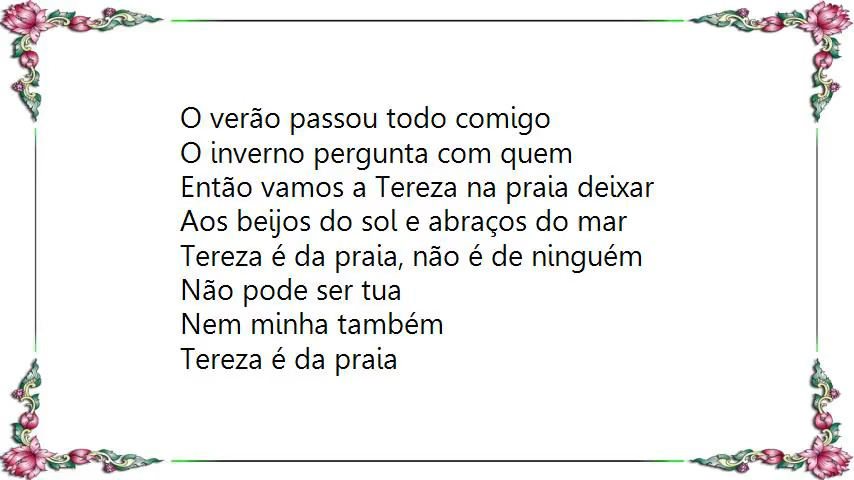 O verão passou todo comigo
O inverno pergunta com quem
Então vamos a Tereza na praia deixar
Aos beijos do sol e abraços do mar
Tereza é da praia, não é de ninguém
Não pode ser tua
Nem minha também
Tereza é da praia